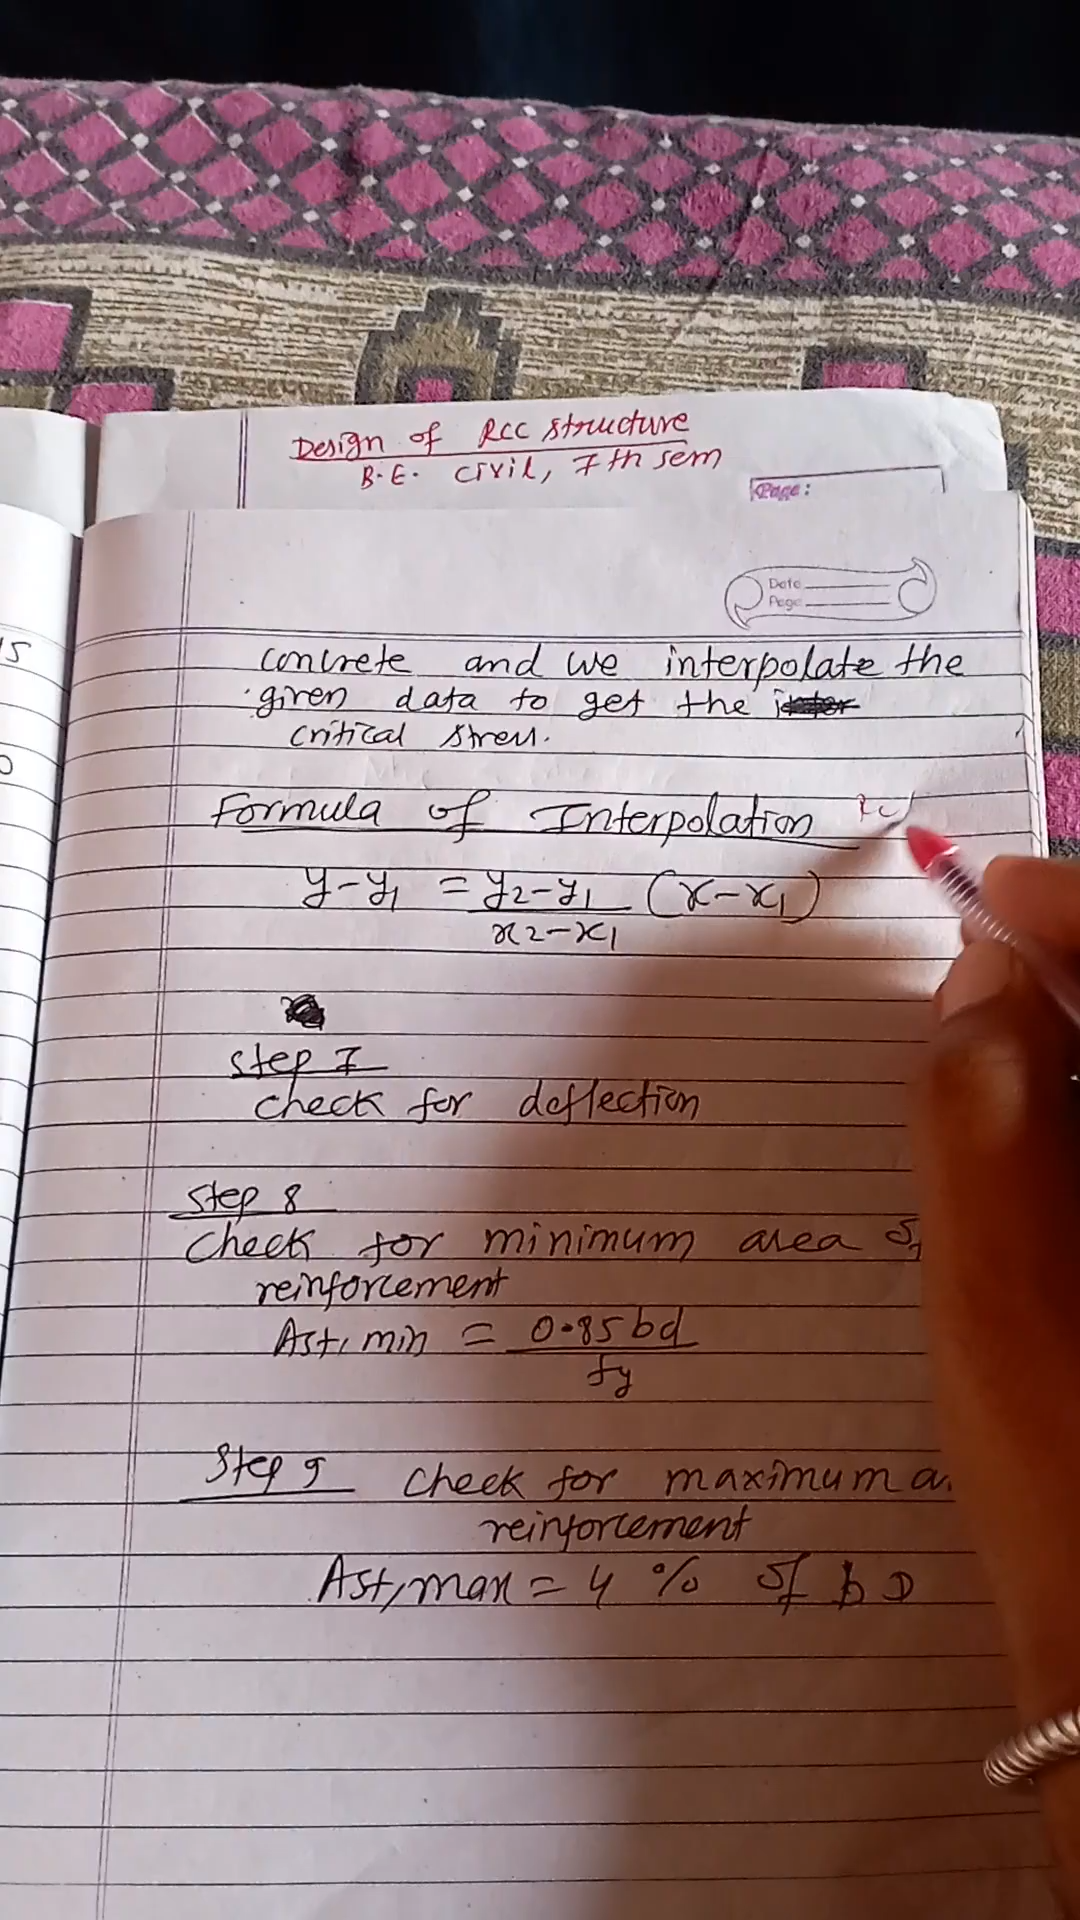 Design of RCC structure
B.E. Civil, 7th sem
Page:
Date
Page
15
concrete and we interpolate the
given data to get the
critical stress.
Formula of Interpolation
y-y₁ = y₂-y₁ (x-x₁)
x₂-x₁
Step 7
check for deflection
Step 8
Check for minimum area of
reinforcement
Ast, min = 0.85bd
fy
Step 9 check for maximum a
reinforcement
Ast, max = 4 % of b D